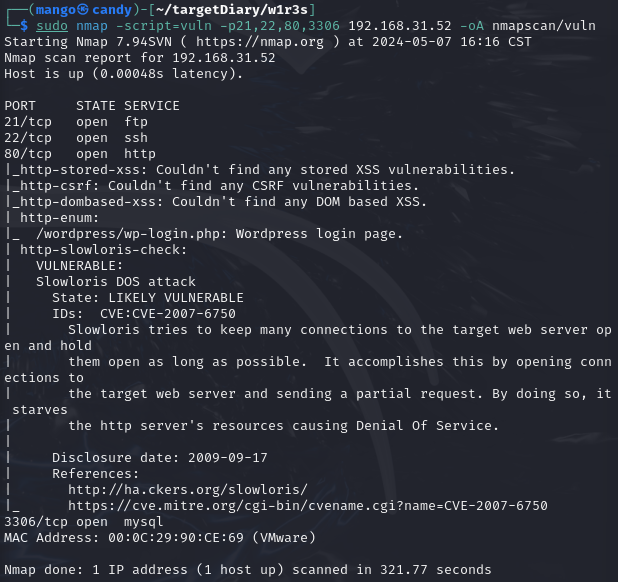 ┌──(mango㉿candy)-[~/targetDiary/w1r3s]
└─$ sudo nmap -script=vuln -p21,22,80,3306 192.168.31.52 -oA nmapscan/vuln
Starting Nmap 7.94SVN ( https://nmap.org ) at 2024-05-07 16:16 CST
Nmap scan report for 192.168.31.52
Host is up (0.00048s latency).

PORT     STATE SERVICE
21/tcp   open  ftp
22/tcp   open  ssh
80/tcp   open  http
|_http-stored-xss: Couldn't find any stored XSS vulnerabilities.
|_http-csrf: Couldn't find any CSRF vulnerabilities.
|_http-dombased-xss: Couldn't find any DOM based XSS.
| http-enum:
|_  /wordpress/wp-login.php: Wordpress login page.
| http-slowloris-check:
|   VULNERABLE:
|   Slowloris DOS attack
|     State: LIKELY VULNERABLE
|     IDs:  CVE:CVE-2007-6750
|       Slowloris tries to keep many connections to the target web server op
en and hold
|       them open as long as possible.  It accomplishes this by opening conn
ections to
|       the target web server and sending a partial request. By doing so, it
 starves
|       the http server's resources causing Denial Of Service.
|
|     Disclosure date: 2009-09-17
|     References:
|       http://ha.ckers.org/slowloris/
|_      https://cve.mitre.org/cgi-bin/cvename.cgi?name=CVE-2007-6750
3306/tcp open  mysql
MAC Address: 00:0C:29:90:CE:69 (VMware)

Nmap done: 1 IP address (1 host up) scanned in 321.77 seconds